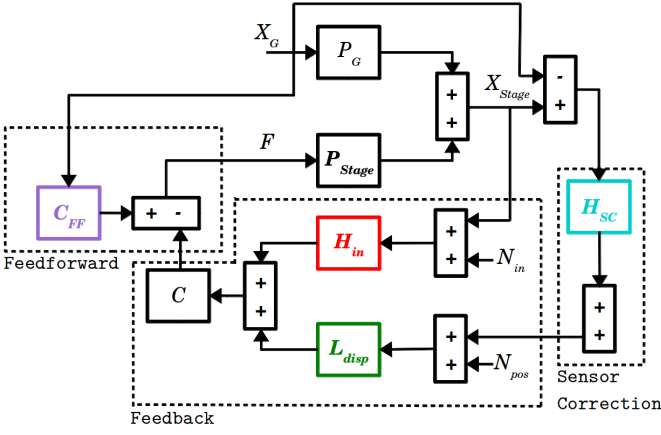 X_G
P_G
-
+
+
+
X_Stage
F
P_Stage
C_FF
+ -
H_SC
Feedforward
H_in
+
+
N_in
C
+
+
+
+
L_disp
+
+
N_pos
Sensor
Correction
Feedback